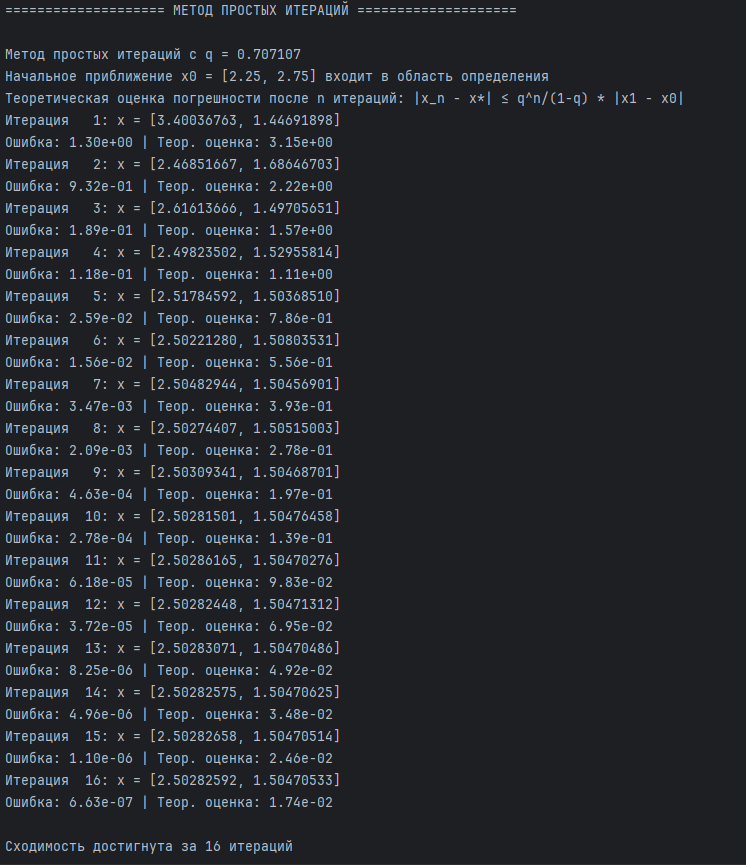 ==================== МЕТОД ПРОСТЫХ ИТЕРАЦИЙ ====================
Метод простых итераций с q = 0.707107
Начальное приближение x0 = [2.25, 2.75] входит в область определения
Теоретическая оценка погрешности после n итераций: |x_n - x*| ≤ q^n/(1-q) * |x1 - x0|
Итерация   1: x = [3.40036763, 1.44691898]
Ошибка: 1.30e+00 | Теор. оценка: 3.15e+00
Итерация   2: x = [2.46851667, 1.68646703]
Ошибка: 9.32e-01 | Теор. оценка: 2.22e+00
Итерация   3: x = [2.61613666, 1.49705651]
Ошибка: 1.89e-01 | Теор. оценка: 1.57e+00
Итерация   4: x = [2.49823502, 1.52955814]
Ошибка: 1.18e-01 | Теор. оценка: 1.11e+00
Итерация   5: x = [2.51784592, 1.50368510]
Ошибка: 2.59e-02 | Теор. оценка: 7.86e-01
Итерация   6: x = [2.50221280, 1.50803531]
Ошибка: 1.56e-02 | Теор. оценка: 5.56e-01
Итерация   7: x = [2.50482944, 1.50456901]
Ошибка: 3.47e-03 | Теор. оценка: 3.93e-01
Итерация   8: x = [2.50274407, 1.50515003]
Ошибка: 2.09e-03 | Теор. оценка: 2.78e-01
Итерация   9: x = [2.50309341, 1.50468701]
Ошибка: 4.63e-04 | Теор. оценка: 1.97e-01
Итерация  10: x = [2.50281501, 1.50476458]
Ошибка: 2.78e-04 | Теор. оценка: 1.39e-01
Итерация  11: x = [2.50286165, 1.50470276]
Ошибка: 6.18e-05 | Теор. оценка: 9.83e-02
Итерация  12: x = [2.50282448, 1.50471312]
Ошибка: 3.72e-05 | Теор. оценка: 6.95e-02
Итерация  13: x = [2.50283071, 1.50470486]
Ошибка: 8.25e-06 | Теор. оценка: 4.92e-02
Итерация  14: x = [2.50282575, 1.50470625]
Ошибка: 4.96e-06 | Теор. оценка: 3.48e-02
Итерация  15: x = [2.50282658, 1.50470514]
Ошибка: 1.10e-06 | Теор. оценка: 2.46e-02
Итерация  16: x = [2.50282592, 1.50470533]
Ошибка: 6.63e-07 | Теор. оценка: 1.74e-02
Сходимость достигнута за 16 итераций